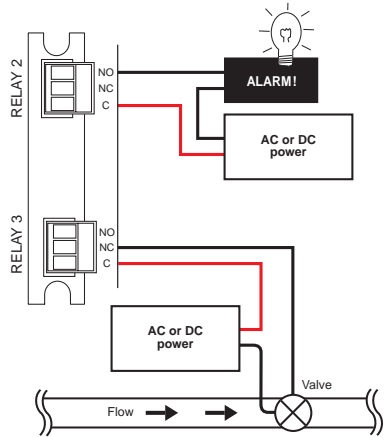 RELAY 2
NO
NC
C
ALARM!
AC or DC
power
RELAY 3
NO
NC
C
AC or DC
power
Valve
Flow